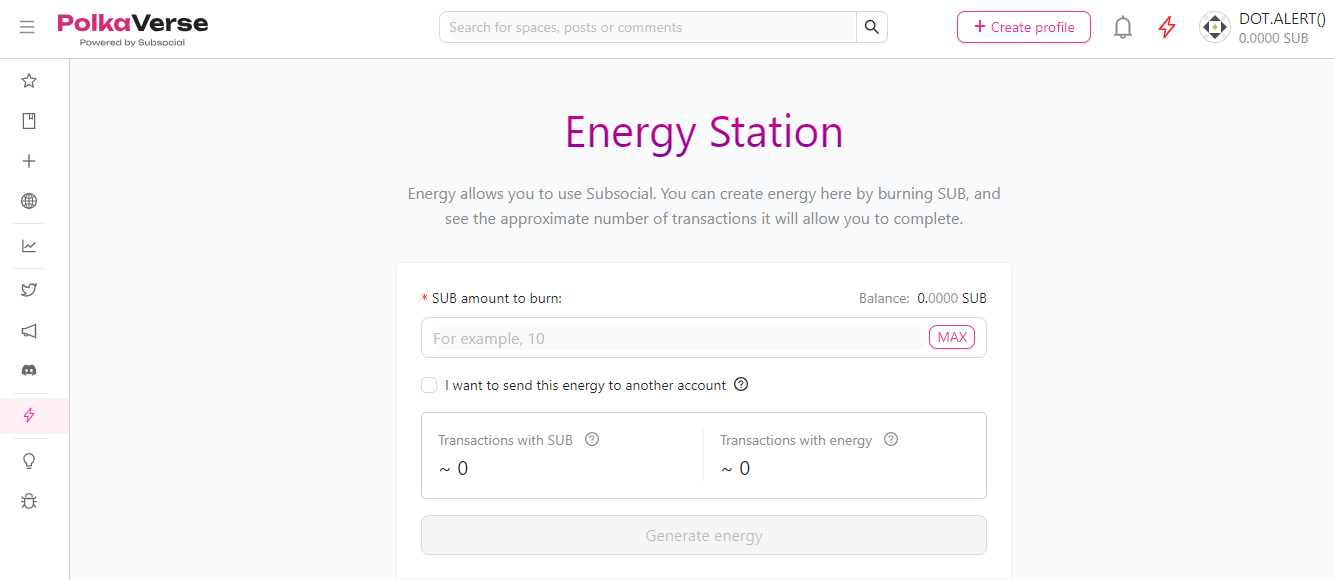 PolkaVerse
Powered by Subsocial
Search for spaces, posts or comments
+ Create profile
DOT.ALERT()
0.0000 SUB
Energy Station
Energy allows you to use Subsocial. You can create energy here by burning SUB, and
see the approximate number of transactions it will allow you to complete.
* SUB amount to burn:
Balance: 0.0000 SUB
For example, 10
MAX
I want to send this energy to another account
Transactions with SUB
~ 0
Transactions with energy
~ 0
Generate energy